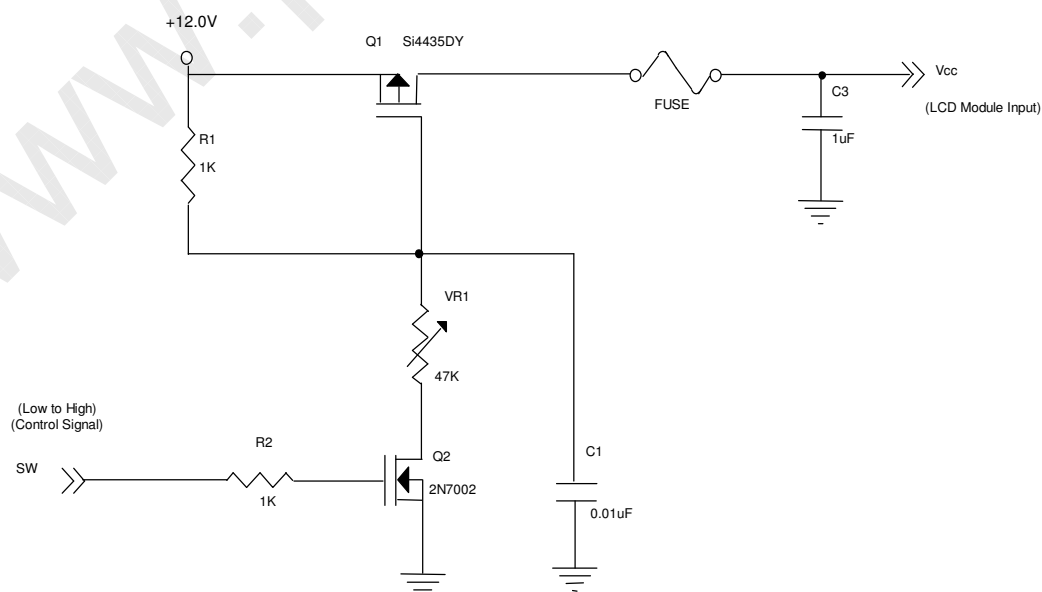 +12.0V
Q1 Si4435DY
Vcc
FUSE
C3
(LCD Module Input)
R1
1K
1uF
VR1
47K
(Low to High)
(Control Signal)
R2
Q2
C1
SW
2N7002
1K
0.01uF